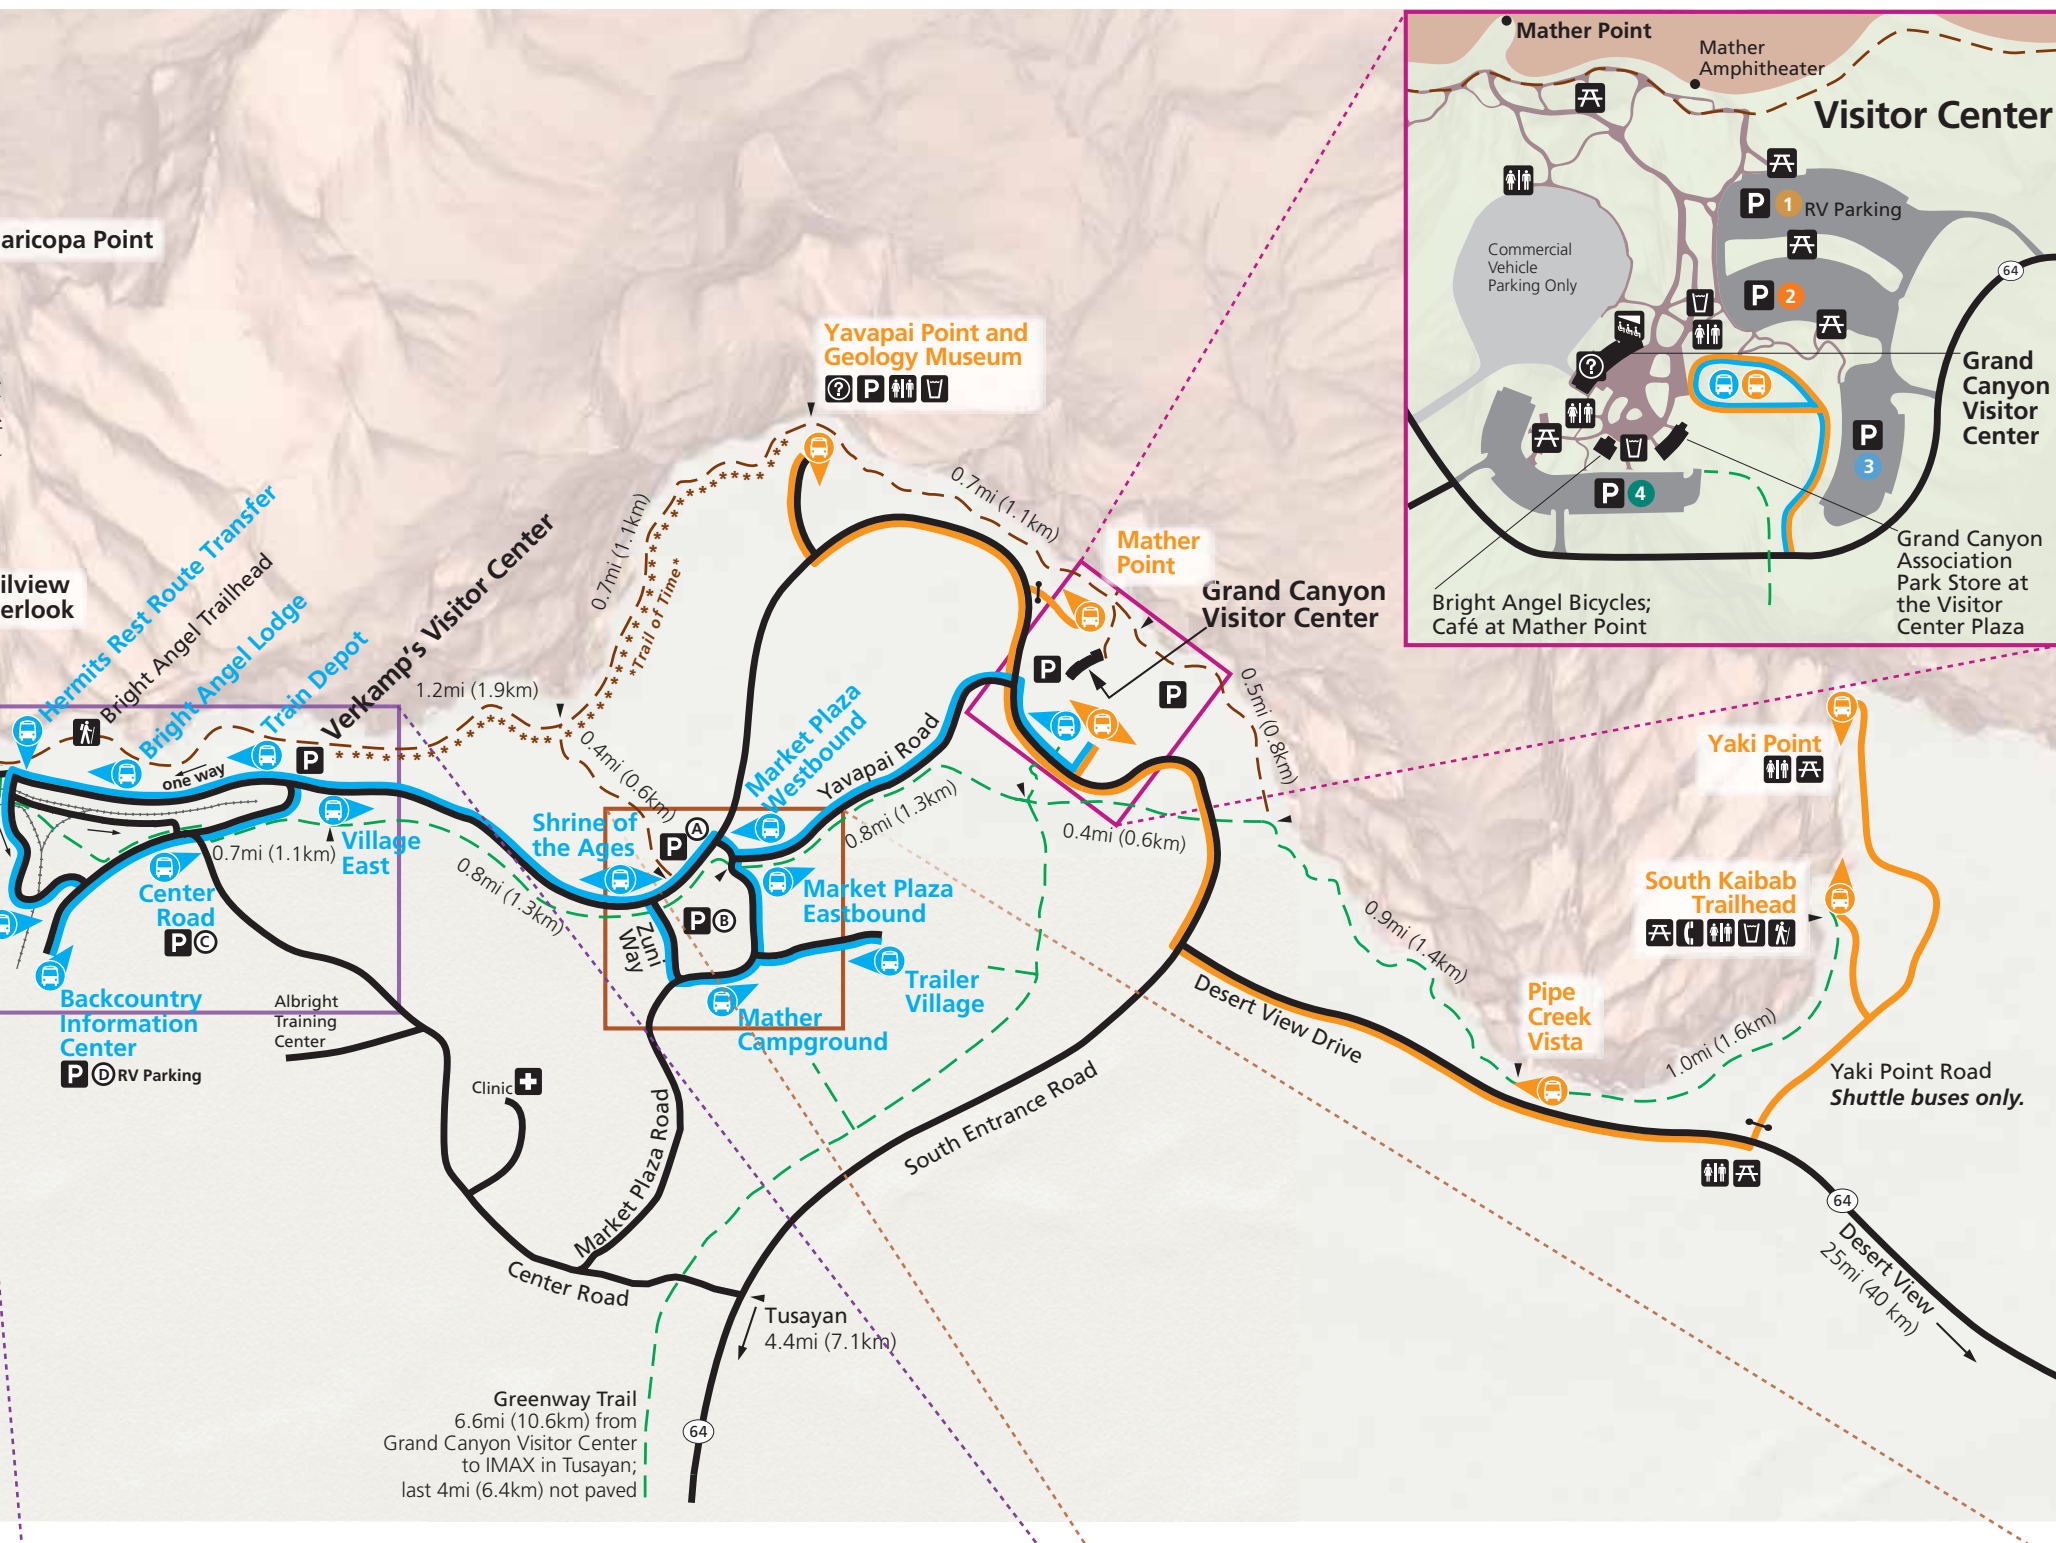 Mather Point
Mather
Amphitheater
Visitor Center
P 1 RV Parking
Commercial
Vehicle
Parking Only
P 2
64
Grand
Canyon
Visitor
Center
P
3
P 4
Grand Canyon
Association
Park Store at
the Visitor
Center Plaza
Bright Angel Bicycles;
Café at Mather Point
aricopa Point
Yavapai Point and
Geology Museum
? P
0.7mi (1.1km)
0.7mi (1.1km)
*Trail of Time*
Mather
Point
Grand Canyon
Visitor Center
P
P
ilview
erlook
Hermits Rest Route Transfer
Bright Angel Trailhead
Bright Angel Lodge
Train Depot
Verkamp's Visitor Center
P
one way
1.2mi (1.9km)
0.4mi (0.6km)
Market Plaza
Westbound
Yavapai Road
0.5mi (0.8km)
0.8mi (1.3km)
0.4mi (0.6km)
Shrine of
the Ages
P A
Village
East
0.7mi (1.1km)
0.8mi (1.3km)
Center
Road
P C
Market Plaza
Eastbound
P B
Zuni
Way
Trailer
Village
Mather
Campground
Backcountry
Information
Center
P D RV Parking
Albright
Training
Center
Clinic
Market Plaza Road
Center Road
South Entrance Road
Desert View Drive
Yaki Point
South Kaibab
Trailhead
0.9mi (1.4km)
Pipe
Creek
Vista
1.0mi (1.6km)
Yaki Point Road
Shuttle buses only.
64
Desert View
25mi (40 km)
Tusayan
4.4mi (7.1km)
Greenway Trail
6.6mi (10.6km) from
Grand Canyon Visitor Center
to IMAX in Tusayan;
last 4mi (6.4km) not paved
64